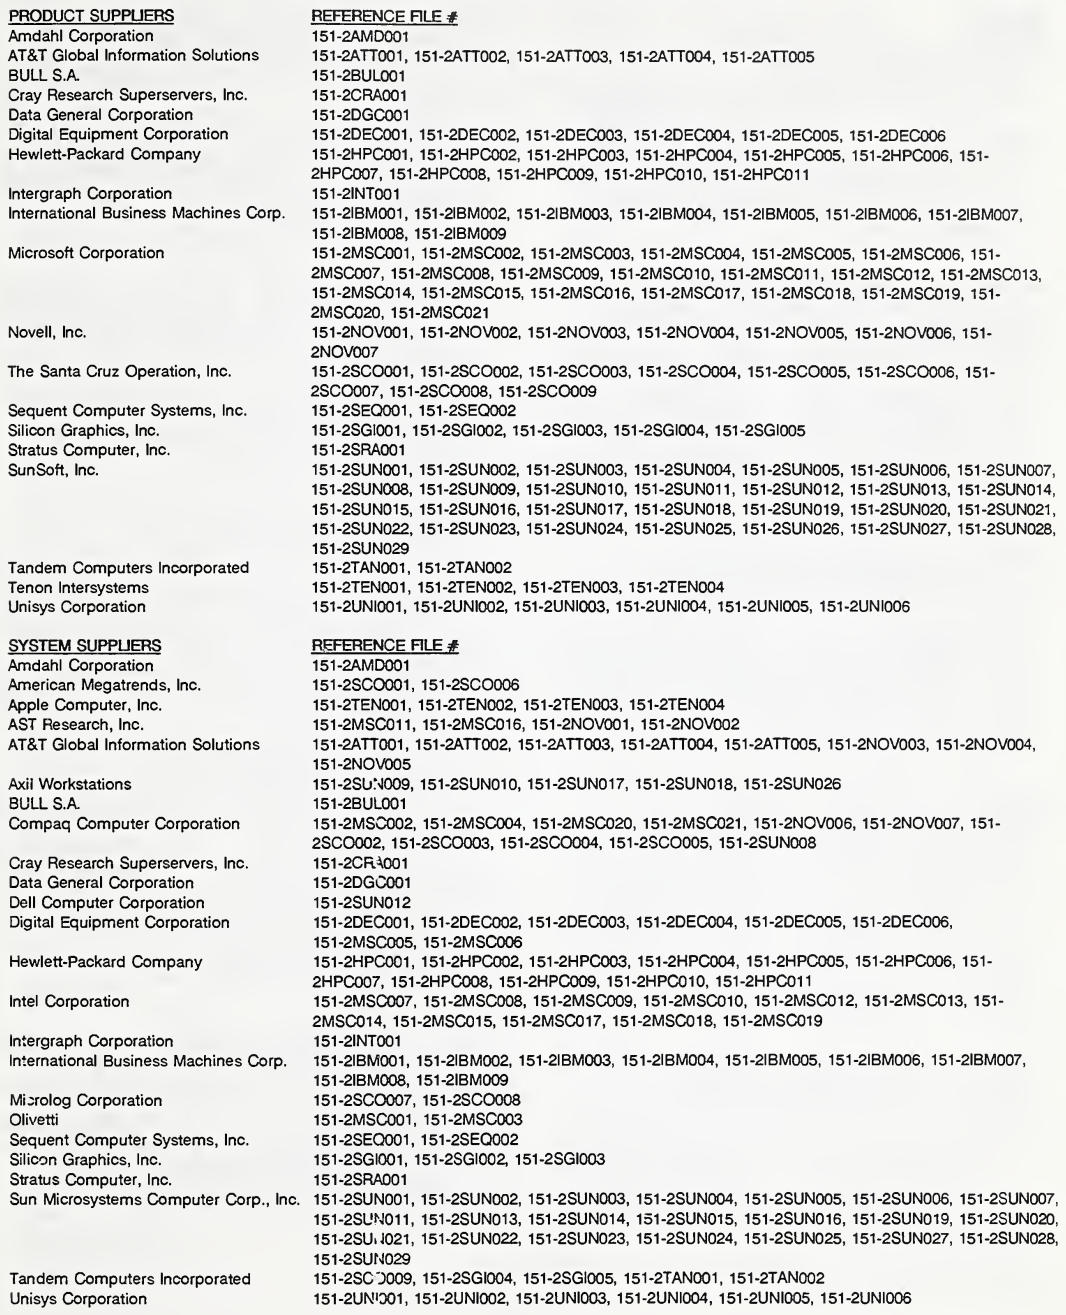 PRODUCT SUPPLIERS REFERENCE FILE #
Amdahl Corporation 151-2AMD001
AT&T Global Information Solutions 151-2ATT001, 151-2ATT002, 151-2ATT003, 151-2ATT004, 151-2ATT005
BULL S.A. 151-2BUL001
Cray Research Superservers, Inc. 151-2CRA001
Data General Corporation 151-2DGC001
Digital Equipment Corporation 151-2DEC001, 151-2DEC002, 151-2DEC003, 151-2DEC004, 151-2DEC005, 151-2DEC006
Hewlett-Packard Company 151-2HPC001, 151-2HPC002, 151-2HPC003, 151-2HPC004, 151-2HPC005, 151-2HPC006, 151-
2HPC007, 151-2HPC008, 151-2HPC009, 151-2HPC010, 151-2HPC011
Intergraph Corporation 151-2INT001
International Business Machines Corp. 151-2IBM001, 151-2IBM002, 151-2IBM003, 151-2IBM004, 151-2IBM005, 151-2IBM006, 151-2IBM007,
151-2IBM008, 151-2IBM009
Microsoft Corporation 151-2MSC001, 151-2MSC002, 151-2MSC003, 151-2MSC004, 151-2MSC005, 151-2MSC006, 151-
2MSC007, 151-2MSC008, 151-2MSC009, 151-2MSC010, 151-2MSC011, 151-2MSC012, 151-2MSC013,
151-2MSC014, 151-2MSC015, 151-2MSC016, 151-2MSC017, 151-2MSC018, 151-2MSC019, 151-
2MSC020, 151-2MSC021
Novell, Inc. 151-2NOV001, 151-2NOV002, 151-2NOV003, 151-2NOV004, 151-2NOV005, 151-2NOV006, 151-
2NOV007
The Santa Cruz Operation, Inc. 151-2SCO001, 151-2SCO002, 151-2SCO003, 151-2SCO004, 151-2SCO005, 151-2SCO006, 151-
2SCO007, 151-2SCO008, 151-2SCO009
Sequent Computer Systems, Inc. 151-2SEQ001, 151-2SEQ002
Silicon Graphics, Inc. 151-2SGI001, 151-2SGI002, 151-2SGI003, 151-2SGI004, 151-2SGI005
Stratus Computer, Inc. 151-2SRA001
SunSoft, Inc. 151-2SUN001, 151-2SUN002, 151-2SUN003, 151-2SUN004, 151-2SUN005, 151-2SUN006, 151-2SUN007,
151-2SUN008, 151-2SUN009, 151-2SUN010, 151-2SUN011, 151-2SUN012, 151-2SUN013, 151-2SUN014,
151-2SUN015, 151-2SUN016, 151-2SUN017, 151-2SUN018, 151-2SUN019, 151-2SUN020, 151-2SUN021,
151-2SUN022, 151-2SUN023, 151-2SUN024, 151-2SUN025, 151-2SUN026, 151-2SUN027, 151-2SUN028,
151-2SUN029
Tandem Computers Incorporated 151-2TAN001, 151-2TAN002
Tenon Intersystems 151-2TEN001, 151-2TEN002, 151-2TEN003, 151-2TEN004
Unisys Corporation 151-2UNI001, 151-2UNI002, 151-2UNI003, 151-2UNI004, 151-2UNI005, 151-2UNI006
SYSTEM SUPPLIERS REFERENCE FILE #
Amdahl Corporation 151-2AMD001
American Megatrends, Inc. 151-2SCO001, 151-2SCO006
Apple Computer, Inc. 151-2TEN001, 151-2TEN002, 151-2TEN003, 151-2TEN004
AST Research, Inc. 151-2MSC011, 151-2MSC016, 151-2NOV001, 151-2NOV002
AT&T Global Information Solutions 151-2ATT001, 151-2ATT002, 151-2ATT003, 151-2ATT004, 151-2ATT005, 151-2NOV003, 151-2NOV004,
151-2NOV005
Axil Workstations 151-2SUN009, 151-2SUN010, 151-2SUN017, 151-2SUN018, 151-2SUN026
BULL S.A. 151-2BUL001
Compaq Computer Corporation 151-2MSC002, 151-2MSC004, 151-2MSC020, 151-2MSC021, 151-2NOV006, 151-2NOV007, 151-
2SCO002, 151-2SCO003, 151-2SCO004, 151-2SCO005, 151-2SUN008
Cray Research Superservers, Inc. 151-2CRA001
Data General Corporation 151-2DGC001
Dell Computer Corporation 151-2SUN012
Digital Equipment Corporation 151-2DEC001, 151-2DEC002, 151-2DEC003, 151-2DEC004, 151-2DEC005, 151-2DEC006,
151-2MSC005, 151-2MSC006
Hewlett-Packard Company 151-2HPC001, 151-2HPC002, 151-2HPC003, 151-2HPC004, 151-2HPC005, 151-2HPC006, 151-
2HPC007, 151-2HPC008, 151-2HPC009, 151-2HPC010, 151-2HPC011
Intel Corporation 151-2MSC007, 151-2MSC008, 151-2MSC009, 151-2MSC010, 151-2MSC012, 151-2MSC013, 151-
2MSC014, 151-2MSC015, 151-2MSC017, 151-2MSC018, 151-2MSC019
Intergraph Corporation 151-2INT001
International Business Machines Corp. 151-2IBM001, 151-2IBM002, 151-2IBM003, 151-2IBM004, 151-2IBM005, 151-2IBM006, 151-2IBM007,
151-2IBM008, 151-2IBM009
Microlog Corporation 151-2SCO007, 151-2SCO008
Olivetti 151-2MSC001, 151-2MSC003
Sequent Computer Systems, Inc. 151-2SEQ001, 151-2SEQ002
Silicon Graphics, Inc. 151-2SGI001, 151-2SGI002, 151-2SGI003
Stratus Computer, Inc. 151-2SRA001
Sun Microsystems Computer Corp., Inc. 151-2SUN001, 151-2SUN002, 151-2SUN003, 151-2SUN004, 151-2SUN005, 151-2SUN006, 151-2SUN007,
151-2SUN011, 151-2SUN013, 151-2SUN014, 151-2SUN015, 151-2SUN016, 151-2SUN019, 151-2SUN020,
151-2SUN021, 151-2SUN022, 151-2SUN023, 151-2SUN024, 151-2SUN025, 151-2SUN027, 151-2SUN028,
151-2SUN029
Tandem Computers Incorporated 151-2SCO009, 151-2SGI004, 151-2SGI005, 151-2TAN001, 151-2TAN002
Unisys Corporation 151-2UNI001, 151-2UNI002, 151-2UNI003, 151-2UNI004, 151-2UNI005, 151-2UNI006